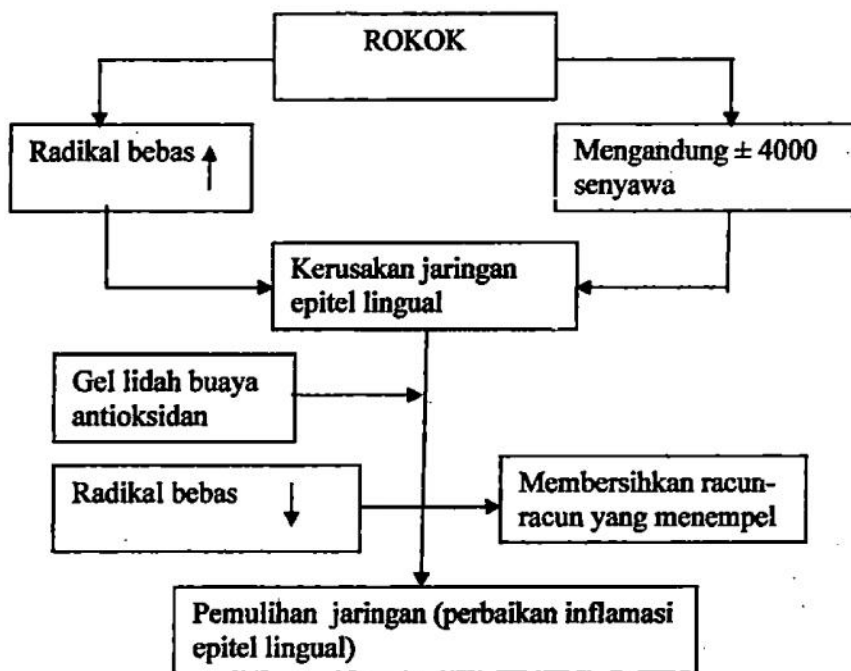 ROKOK
Radikal bebas ↑
Mengandung ± 4000
senyawa
Kerusakan jaringan
epitel lingual
Gel lidah buaya
antioksidan
Radikal bebas ↓
Membersihkan racun-
racun yang menempel
Pemulihan jaringan (perbaikan inflamasi
epitel lingual)